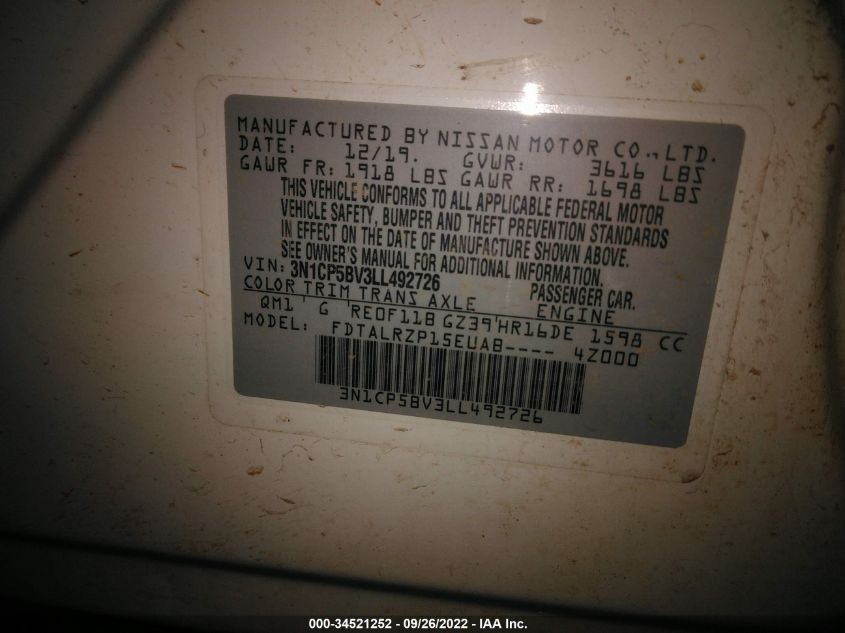 MANUFACTURED BY NISSAN MOTOR CO., LTD.
DATE: 12/19. GVWR: 3616 LBS
GAWR FR: 1918 LBS GAWR RR: 1698 LBS
THIS VEHICLE CONFORMS TO ALL APPLICABLE FEDERAL MOTOR
VEHICLE SAFETY, BUMPER AND THEFT PREVENTION STANDARDS
IN EFFECT ON THE DATE OF MANUFACTURE SHOWN ABOVE.
SEE OWNER'S MANUAL FOR ADDITIONAL INFORMATION.
VIN: 3N1CP5BV3LL492726 PASSENGER CAR.
COLOR TRIM TRANS AXLE ENGINE
QM1 ' G ' RE0F11B GZ39'HR16DE 1598 CC
MODEL: FDTALRZP15EUAB---- 4Z000
3N1CP5BV3LL492726
000-34521252 - 09/26/2022 - IAA Inc.